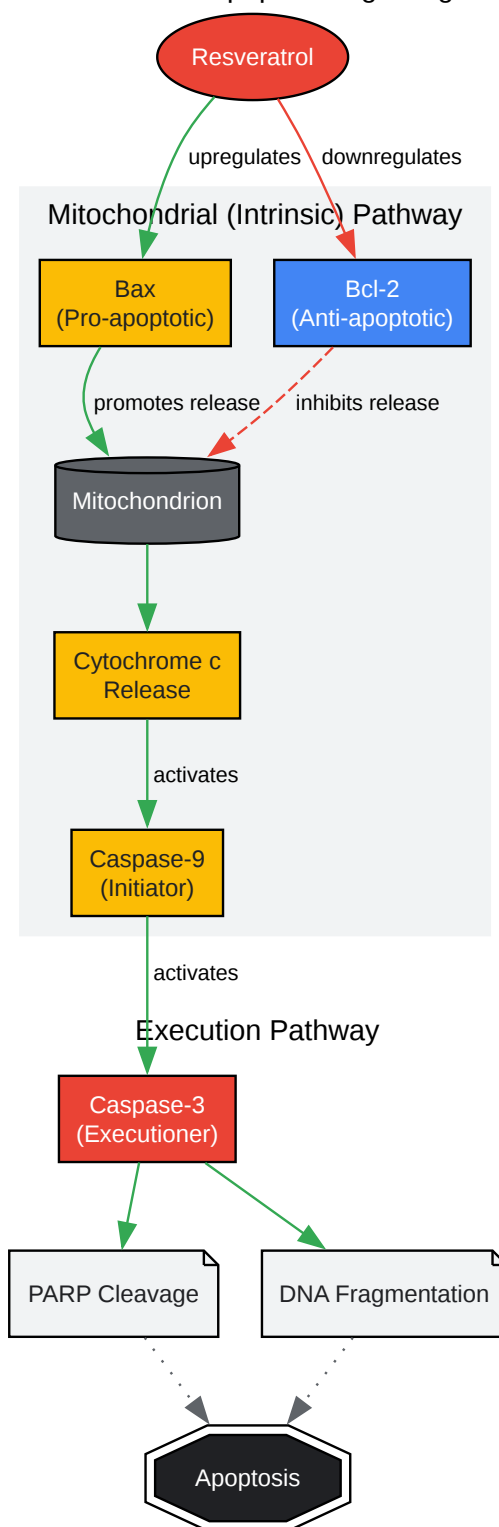 Resveratrol
upregulates
downregulates
Mitochondrial (Intrinsic) Pathway
Bax
(Pro-apoptotic)
Bcl-2
(Anti-apoptotic)
promotes release
inhibits release
Mitochondrion
Cytochrome c
Release
activates
Caspase-9
(Initiator)
activates
Execution Pathway
Caspase-3
(Executioner)
PARP Cleavage
DNA Fragmentation
Apoptosis